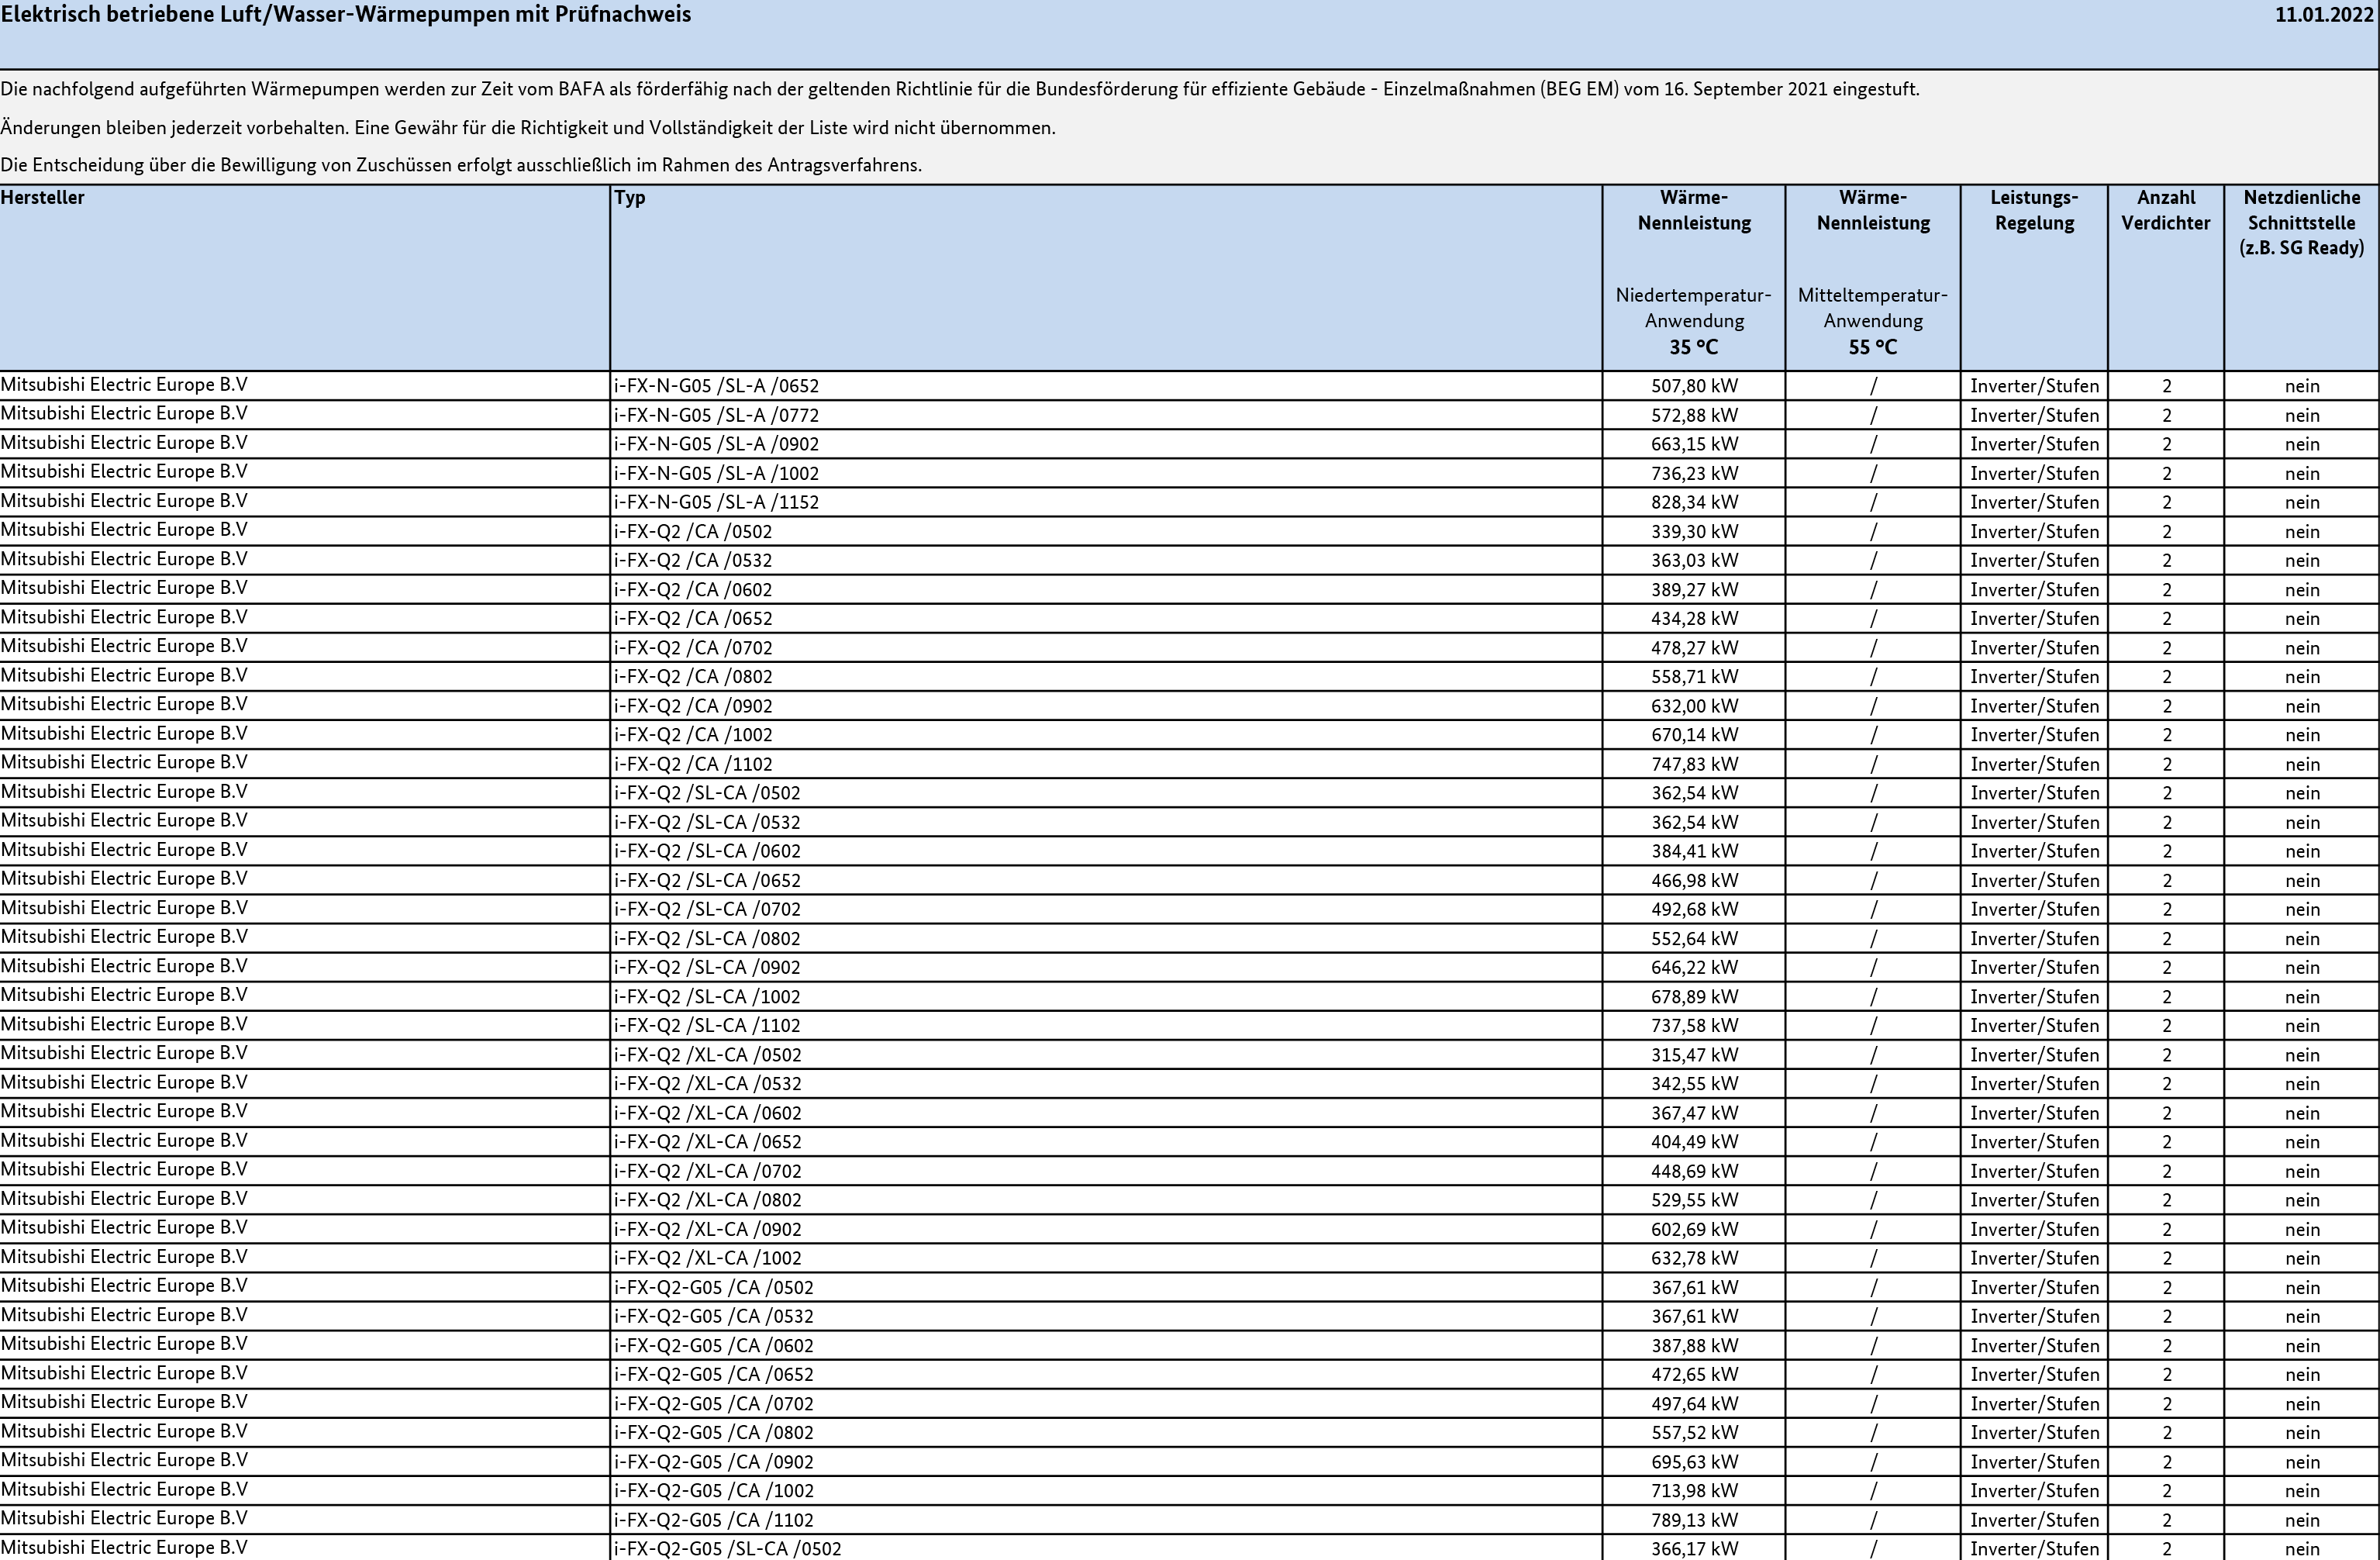 Elektrisch betriebene Luft/Wasser-Wärmepumpen mit Prüfnachweis 11.01.2022
Die nachfolgend aufgeführten Wärmepumpen werden zur Zeit vom BAFA als förderfähig nach der geltenden Richtlinie für die Bundesförderung für effiziente Gebäude - Einzelmaßnahmen (BEG EM) vom 16. September 2021 eingestuft.
Änderungen bleiben jederzeit vorbehalten. Eine Gewähr für die Richtigkeit und Vollständigkeit der Liste wird nicht übernommen.
Die Entscheidung über die Bewilligung von Zuschüssen erfolgt ausschließlich im Rahmen des Antragsverfahrens.
Hersteller Typ Wärme- Wärme- Leistungs- Anzahl Netzdienliche
Nennleistung Nennleistung Regelung Verdichter Schnittstelle
(z.B. SG Ready)
Niedertemperatur- Mitteltemperatur-
Anwendung Anwendung
35 °C 55 °C
Mitsubishi Electric Europe B.V i-FX-N-G05 /SL-A /0652 507,80 kW / Inverter/Stufen 2 nein
Mitsubishi Electric Europe B.V i-FX-N-G05 /SL-A /0772 572,88 kW / Inverter/Stufen 2 nein
Mitsubishi Electric Europe B.V i-FX-N-G05 /SL-A /0902 663,15 kW / Inverter/Stufen 2 nein
Mitsubishi Electric Europe B.V i-FX-N-G05 /SL-A /1002 736,23 kW / Inverter/Stufen 2 nein
Mitsubishi Electric Europe B.V i-FX-N-G05 /SL-A /1152 828,34 kW / Inverter/Stufen 2 nein
Mitsubishi Electric Europe B.V i-FX-Q2 /CA /0502 339,30 kW / Inverter/Stufen 2 nein
Mitsubishi Electric Europe B.V i-FX-Q2 /CA /0532 363,03 kW / Inverter/Stufen 2 nein
Mitsubishi Electric Europe B.V i-FX-Q2 /CA /0602 389,27 kW / Inverter/Stufen 2 nein
Mitsubishi Electric Europe B.V i-FX-Q2 /CA /0652 434,28 kW / Inverter/Stufen 2 nein
Mitsubishi Electric Europe B.V i-FX-Q2 /CA /0702 478,27 kW / Inverter/Stufen 2 nein
Mitsubishi Electric Europe B.V i-FX-Q2 /CA /0802 558,71 kW / Inverter/Stufen 2 nein
Mitsubishi Electric Europe B.V i-FX-Q2 /CA /0902 632,00 kW / Inverter/Stufen 2 nein
Mitsubishi Electric Europe B.V i-FX-Q2 /CA /1002 670,14 kW / Inverter/Stufen 2 nein
Mitsubishi Electric Europe B.V i-FX-Q2 /CA /1102 747,83 kW / Inverter/Stufen 2 nein
Mitsubishi Electric Europe B.V i-FX-Q2 /SL-CA /0502 362,54 kW / Inverter/Stufen 2 nein
Mitsubishi Electric Europe B.V i-FX-Q2 /SL-CA /0532 362,54 kW / Inverter/Stufen 2 nein
Mitsubishi Electric Europe B.V i-FX-Q2 /SL-CA /0602 384,41 kW / Inverter/Stufen 2 nein
Mitsubishi Electric Europe B.V i-FX-Q2 /SL-CA /0652 466,98 kW / Inverter/Stufen 2 nein
Mitsubishi Electric Europe B.V i-FX-Q2 /SL-CA /0702 492,68 kW / Inverter/Stufen 2 nein
Mitsubishi Electric Europe B.V i-FX-Q2 /SL-CA /0802 552,64 kW / Inverter/Stufen 2 nein
Mitsubishi Electric Europe B.V i-FX-Q2 /SL-CA /0902 646,22 kW / Inverter/Stufen 2 nein
Mitsubishi Electric Europe B.V i-FX-Q2 /SL-CA /1002 678,89 kW / Inverter/Stufen 2 nein
Mitsubishi Electric Europe B.V i-FX-Q2 /SL-CA /1102 737,58 kW / Inverter/Stufen 2 nein
Mitsubishi Electric Europe B.V i-FX-Q2 /XL-CA /0502 315,47 kW / Inverter/Stufen 2 nein
Mitsubishi Electric Europe B.V i-FX-Q2 /XL-CA /0532 342,55 kW / Inverter/Stufen 2 nein
Mitsubishi Electric Europe B.V i-FX-Q2 /XL-CA /0602 367,47 kW / Inverter/Stufen 2 nein
Mitsubishi Electric Europe B.V i-FX-Q2 /XL-CA /0652 404,49 kW / Inverter/Stufen 2 nein
Mitsubishi Electric Europe B.V i-FX-Q2 /XL-CA /0702 448,69 kW / Inverter/Stufen 2 nein
Mitsubishi Electric Europe B.V i-FX-Q2 /XL-CA /0802 529,55 kW / Inverter/Stufen 2 nein
Mitsubishi Electric Europe B.V i-FX-Q2 /XL-CA /0902 602,69 kW / Inverter/Stufen 2 nein
Mitsubishi Electric Europe B.V i-FX-Q2 /XL-CA /1002 632,78 kW / Inverter/Stufen 2 nein
Mitsubishi Electric Europe B.V i-FX-Q2-G05 /CA /0502 367,61 kW / Inverter/Stufen 2 nein
Mitsubishi Electric Europe B.V i-FX-Q2-G05 /CA /0532 367,61 kW / Inverter/Stufen 2 nein
Mitsubishi Electric Europe B.V i-FX-Q2-G05 /CA /0602 387,88 kW / Inverter/Stufen 2 nein
Mitsubishi Electric Europe B.V i-FX-Q2-G05 /CA /0652 472,65 kW / Inverter/Stufen 2 nein
Mitsubishi Electric Europe B.V i-FX-Q2-G05 /CA /0702 497,64 kW / Inverter/Stufen 2 nein
Mitsubishi Electric Europe B.V i-FX-Q2-G05 /CA /0802 557,52 kW / Inverter/Stufen 2 nein
Mitsubishi Electric Europe B.V i-FX-Q2-G05 /CA /0902 695,63 kW / Inverter/Stufen 2 nein
Mitsubishi Electric Europe B.V i-FX-Q2-G05 /CA /1002 713,98 kW / Inverter/Stufen 2 nein
Mitsubishi Electric Europe B.V i-FX-Q2-G05 /CA /1102 789,13 kW / Inverter/Stufen 2 nein
Mitsubishi Electric Europe B.V i-FX-Q2-G05 /SL-CA /0502 366,17 kW / Inverter/Stufen 2 nein